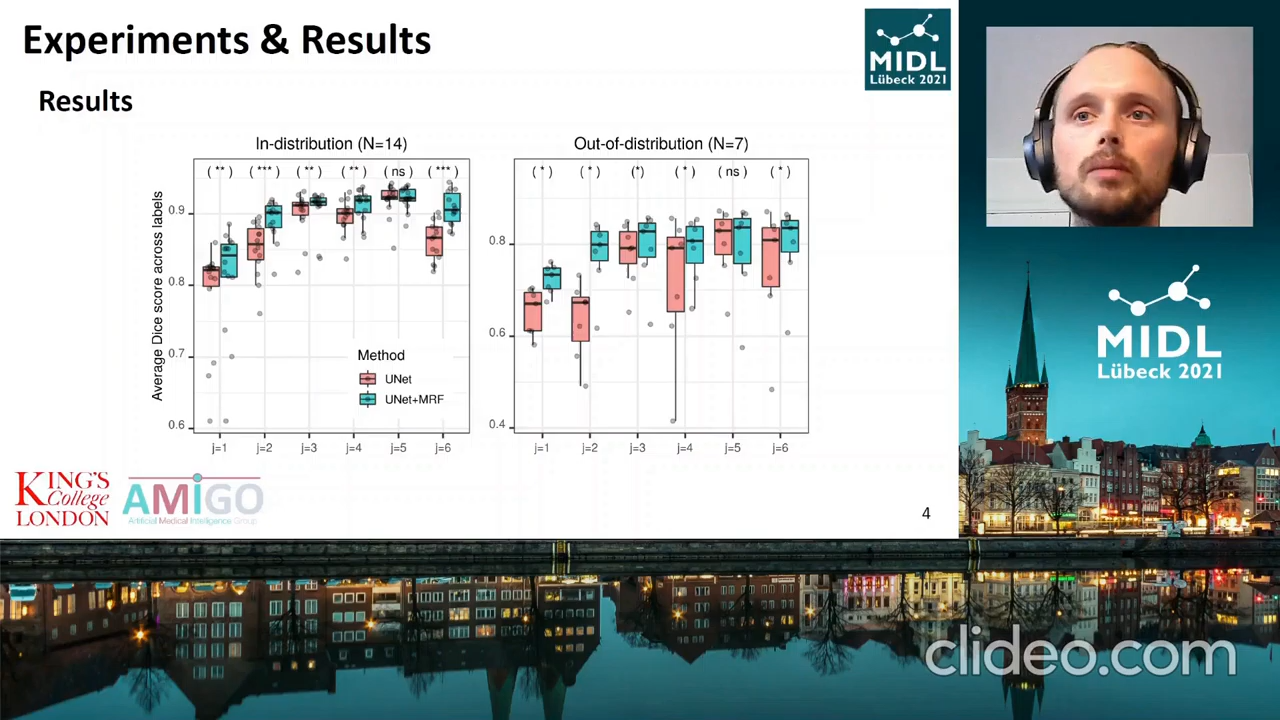 Experiments & Results
MIDL
Lübeck 2021
Results
In-distribution (N=14)
Out-of-distribution (N=7)
( ** )
( *** )
( ** )
( ** )
( ns )
( *** )
( * )
( * )
(*)
( * )
( ns )
( * )
Average Dice score across labels
0.9
0.8
0.7
0.6
0.8
0.6
0.4
Method
UNet
UNet+MRF
j=1
j=2
j=3
j=4
j=5
j=6
j=1
j=2
j=3
j=4
j=5
j=6
KING'S
College
LONDON
AMIGO
Artificial Medical Intelligence Group
4
MIDL
Lübeck 2021
clideo.com